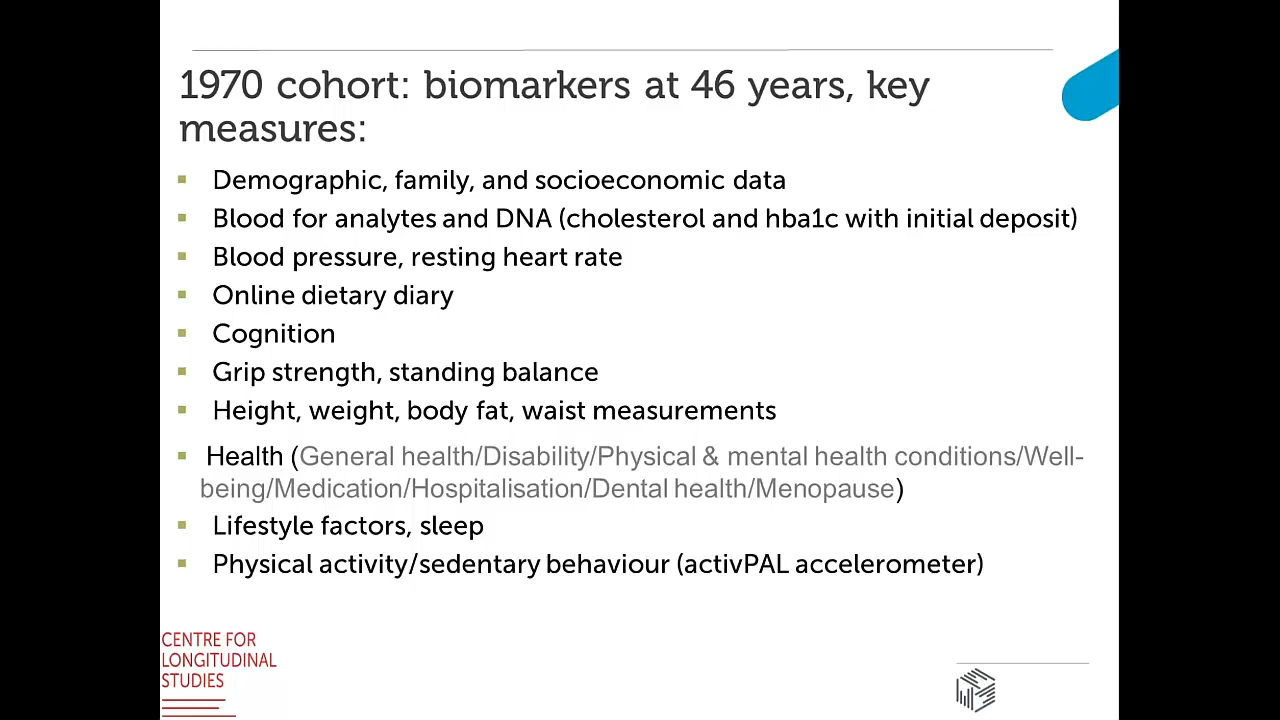 1970 cohort: biomarkers at 46 years, key
measures:
▪ Demographic, family, and socioeconomic data
▪ Blood for analytes and DNA (cholesterol and hba1c with initial deposit)
▪ Blood pressure, resting heart rate
▪ Online dietary diary
▪ Cognition
▪ Grip strength, standing balance
▪ Height, weight, body fat, waist measurements
▪ Health (General health/Disability/Physical & mental health conditions/Well-
being/Medication/Hospitalisation/Dental health/Menopause)
▪ Lifestyle factors, sleep
▪ Physical activity/sedentary behaviour (activPAL accelerometer)
CENTRE FOR
LONGITUDINAL
STUDIES